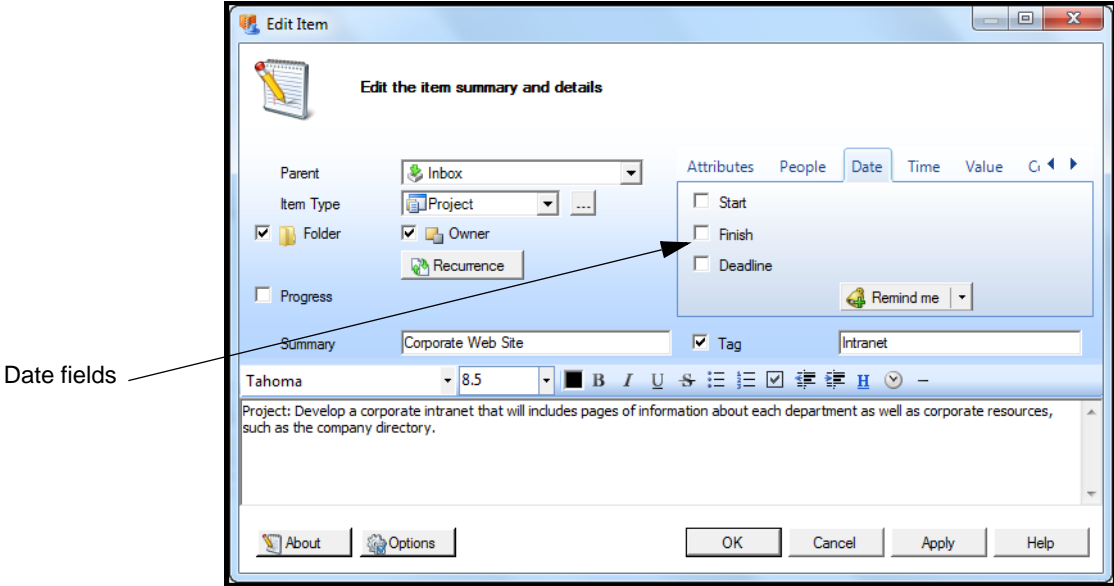 Edit Item
Edit the item summary and details
Parent Inbox
Attributes People Date Time Value
Item Type Project ...
Start
Folder Owner
Finish
Recurrence
Deadline
Progress
Remind me
Summary Corporate Web Site Tag Intranet
Date fields
Tahoma 8.5 B I U S H
Project: Develop a corporate intranet that will includes pages of information about each department as well as corporate resources,
such as the company directory.
About Options OK Cancel Apply Help